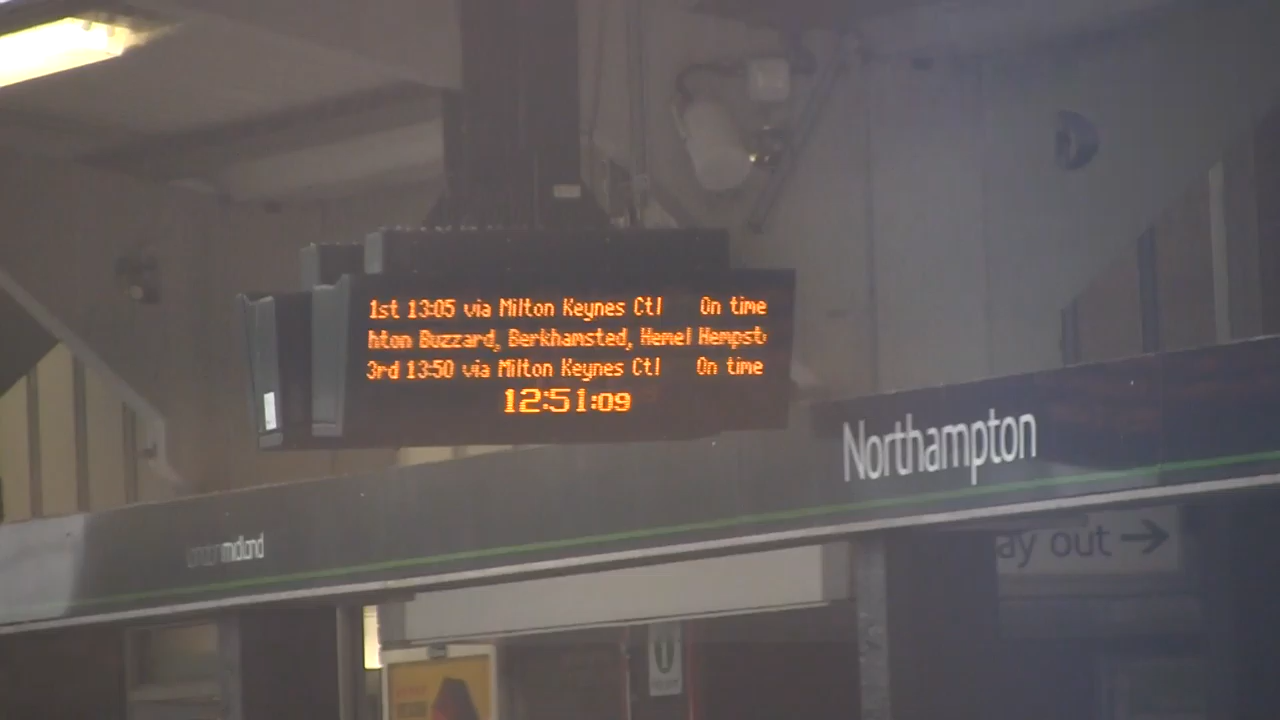 1st 13:05 via Milton Keynes Ctl On time
hton Buzzard, Berkhamsted, Hemel Hempst
3rd 13:50 via Milton Keynes Ctl On time
12:51:09
Northampton
londonmidland
ay out →